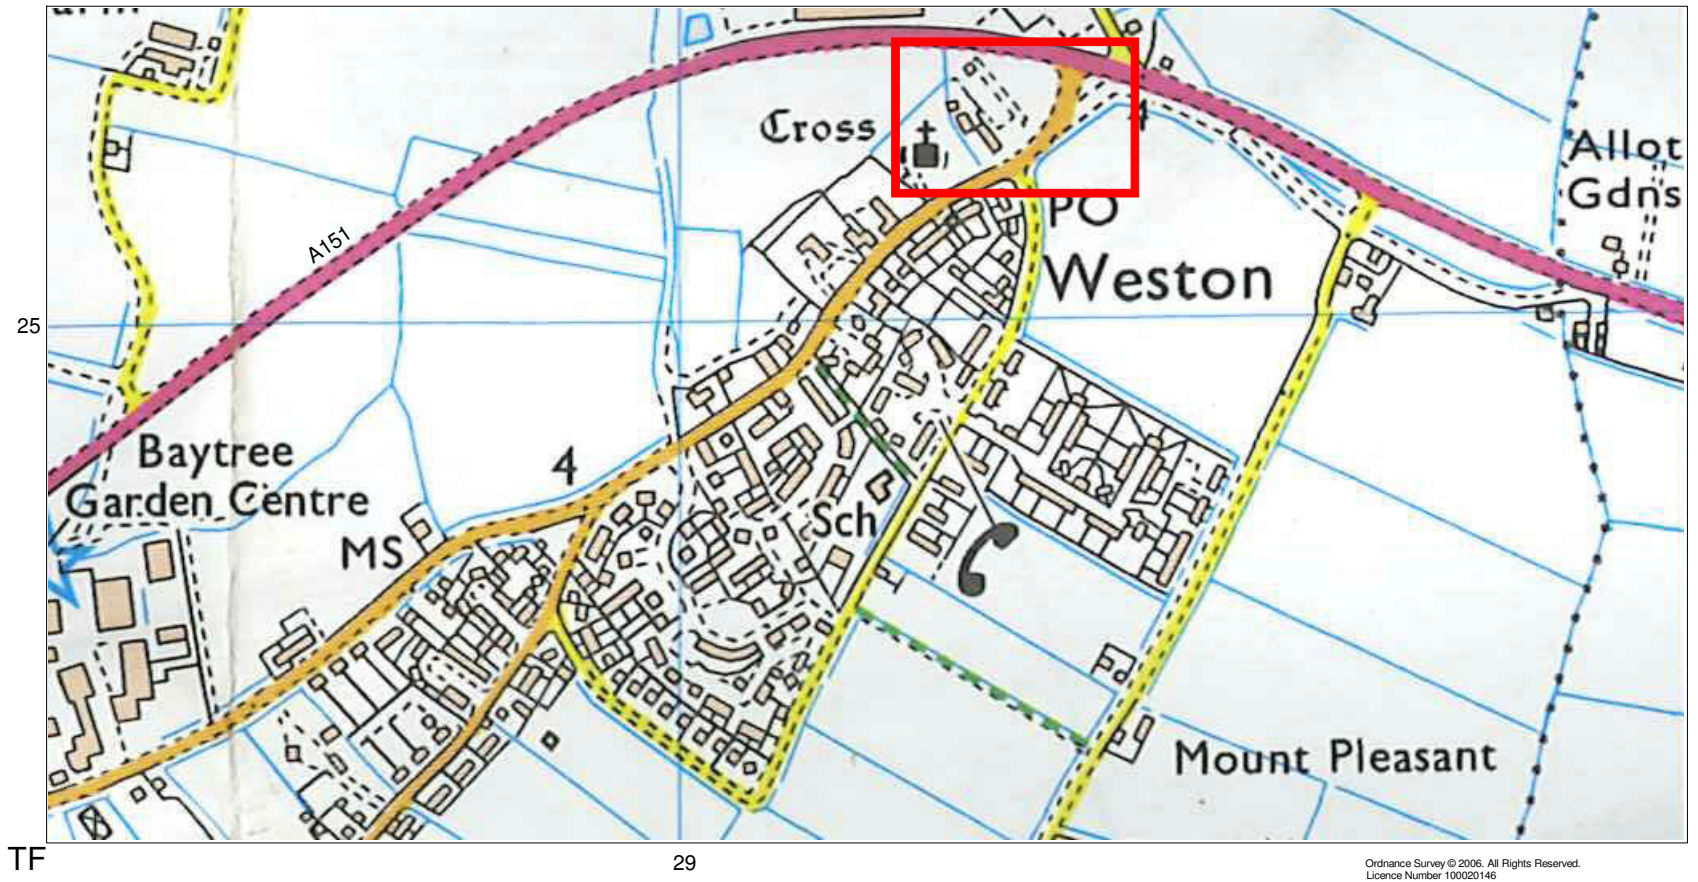 Cross
4
Allot
Gdns
PO
A151
Weston
25
Baytree
Garden Centre
4
MS
Sch
Mount Pleasant
TF
29
Ordnance Survey © 2006. All Rights Reserved.
Licence Number 100020146